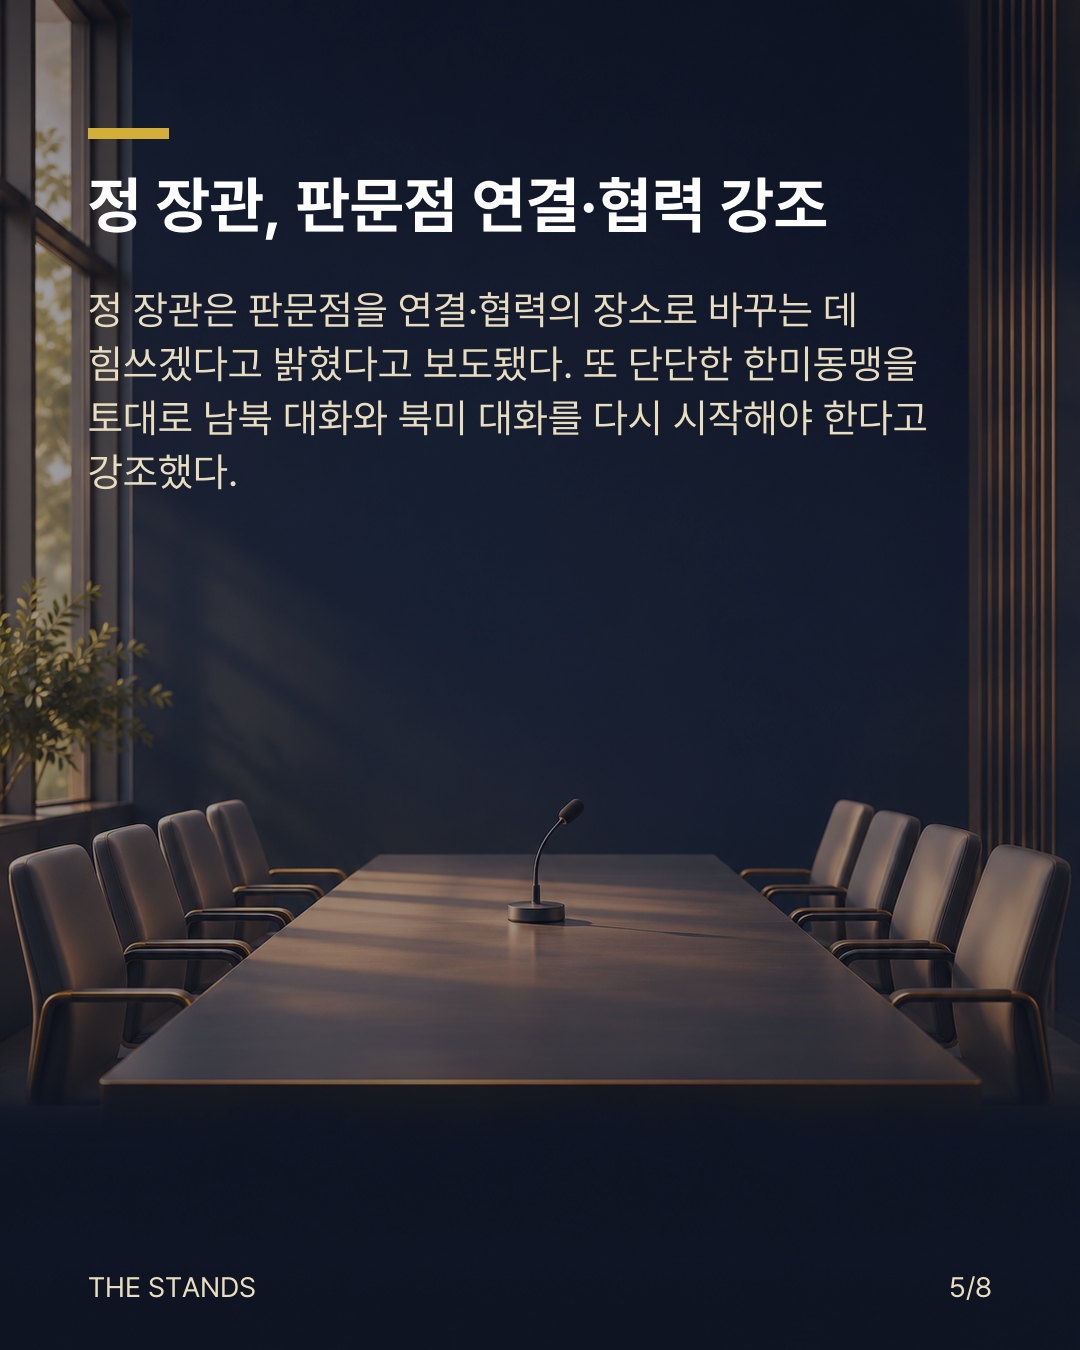 정 장관, 판문점 연결·협력 강조
정 장관은 판문점을 연결·협력의 장소로 바꾸는 데
힘쓰겠다고 밝혔다고 보도됐다. 또 단단한 한미동맹을
토대로 남북 대화와 북미 대화를 다시 시작해야 한다고
강조했다.
THE STANDS
5/8